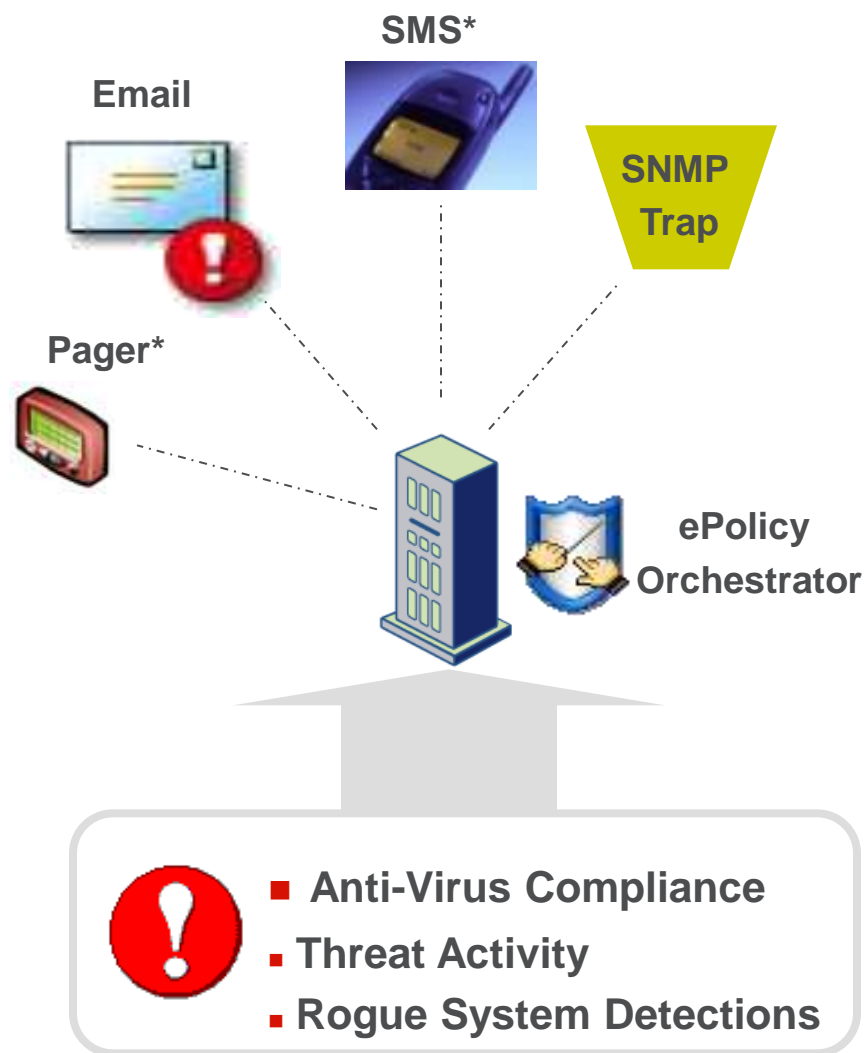 SMS*
Email
SNMP
Trap
Pager*
ePolicy
Orchestrator
Anti-Virus Compliance
Threat Activity
Rogue System Detections